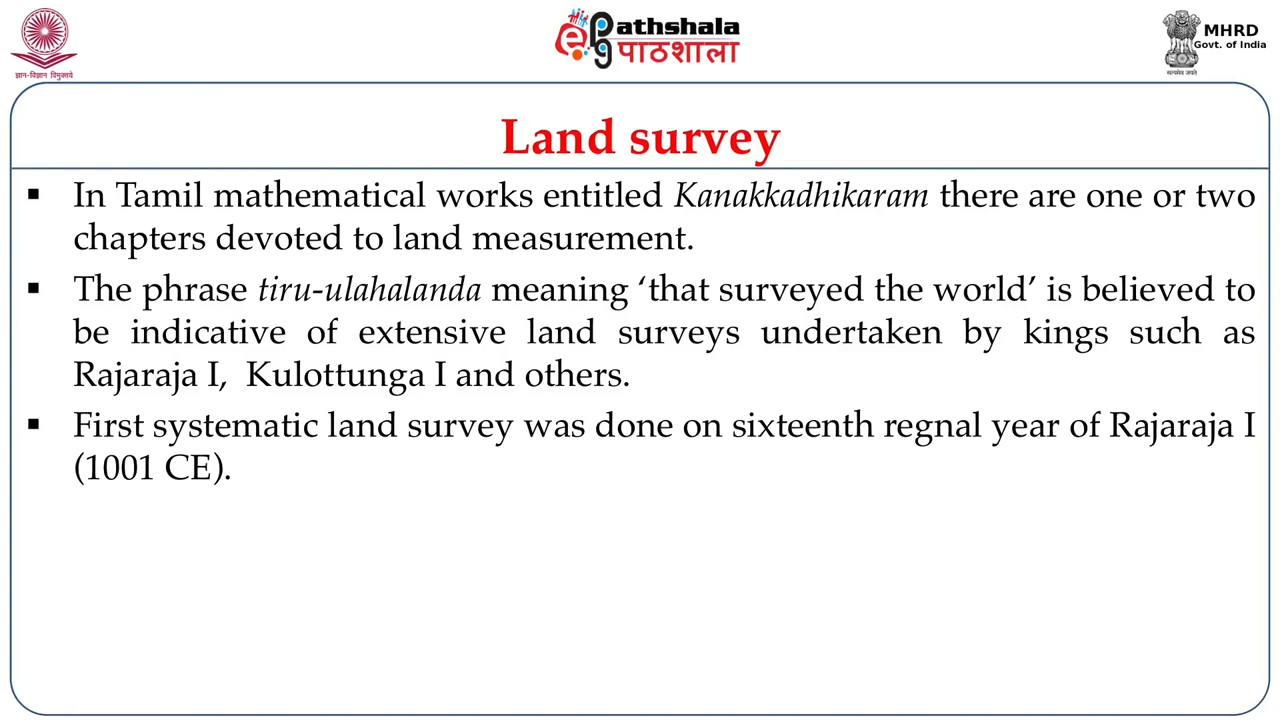 ज्ञान-विज्ञान विमुक्तये
ePathshala
पाठशाला
MHRD
Govt. of India
सत्यमेव जयते
Land survey
▪ In Tamil mathematical works entitled Kanakkadhikaram there are one or two
chapters devoted to land measurement.
▪ The phrase tiru-ulahalanda meaning ‘that surveyed the world’ is believed to
be indicative of extensive land surveys undertaken by kings such as
Rajaraja I, Kulottunga I and others.
▪ First systematic land survey was done on sixteenth regnal year of Rajaraja I
(1001 CE).